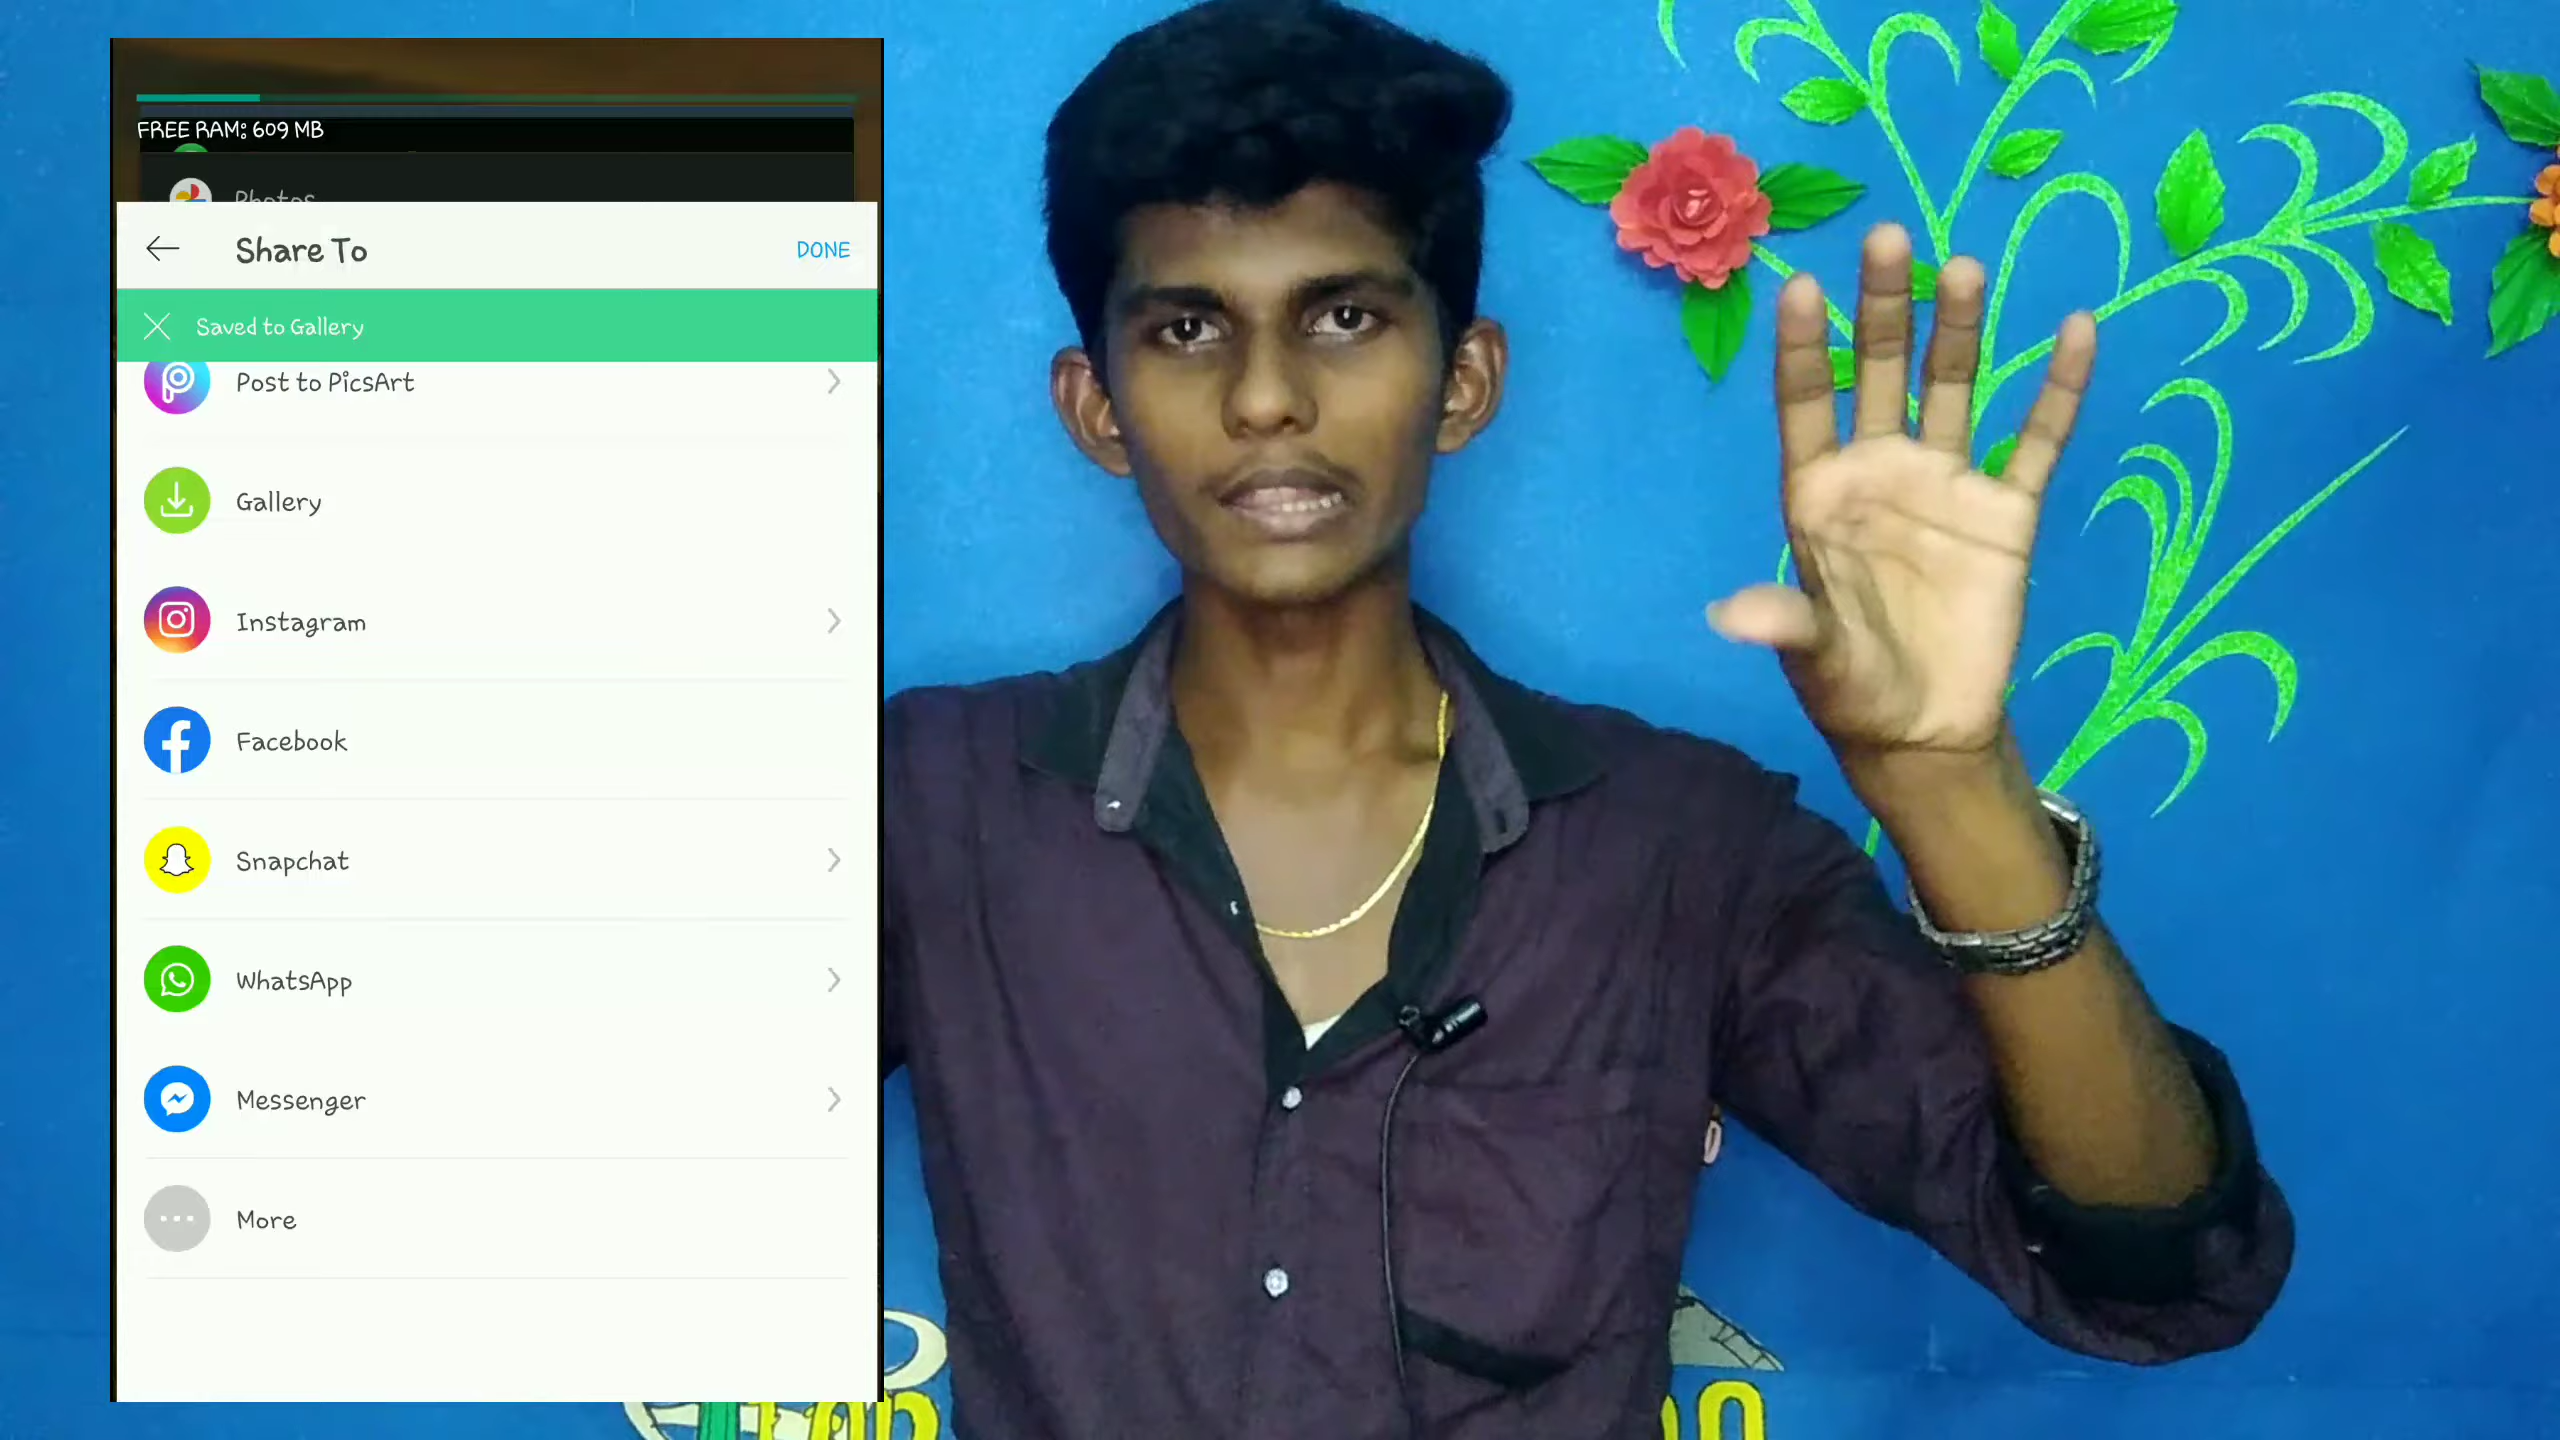 FREE RAM: 609 MB
Photos
Share To
DONE
Saved to Gallery
Post to PicsArt
Gallery
Instagram
Facebook
Snapchat
WhatsApp
Messenger
More